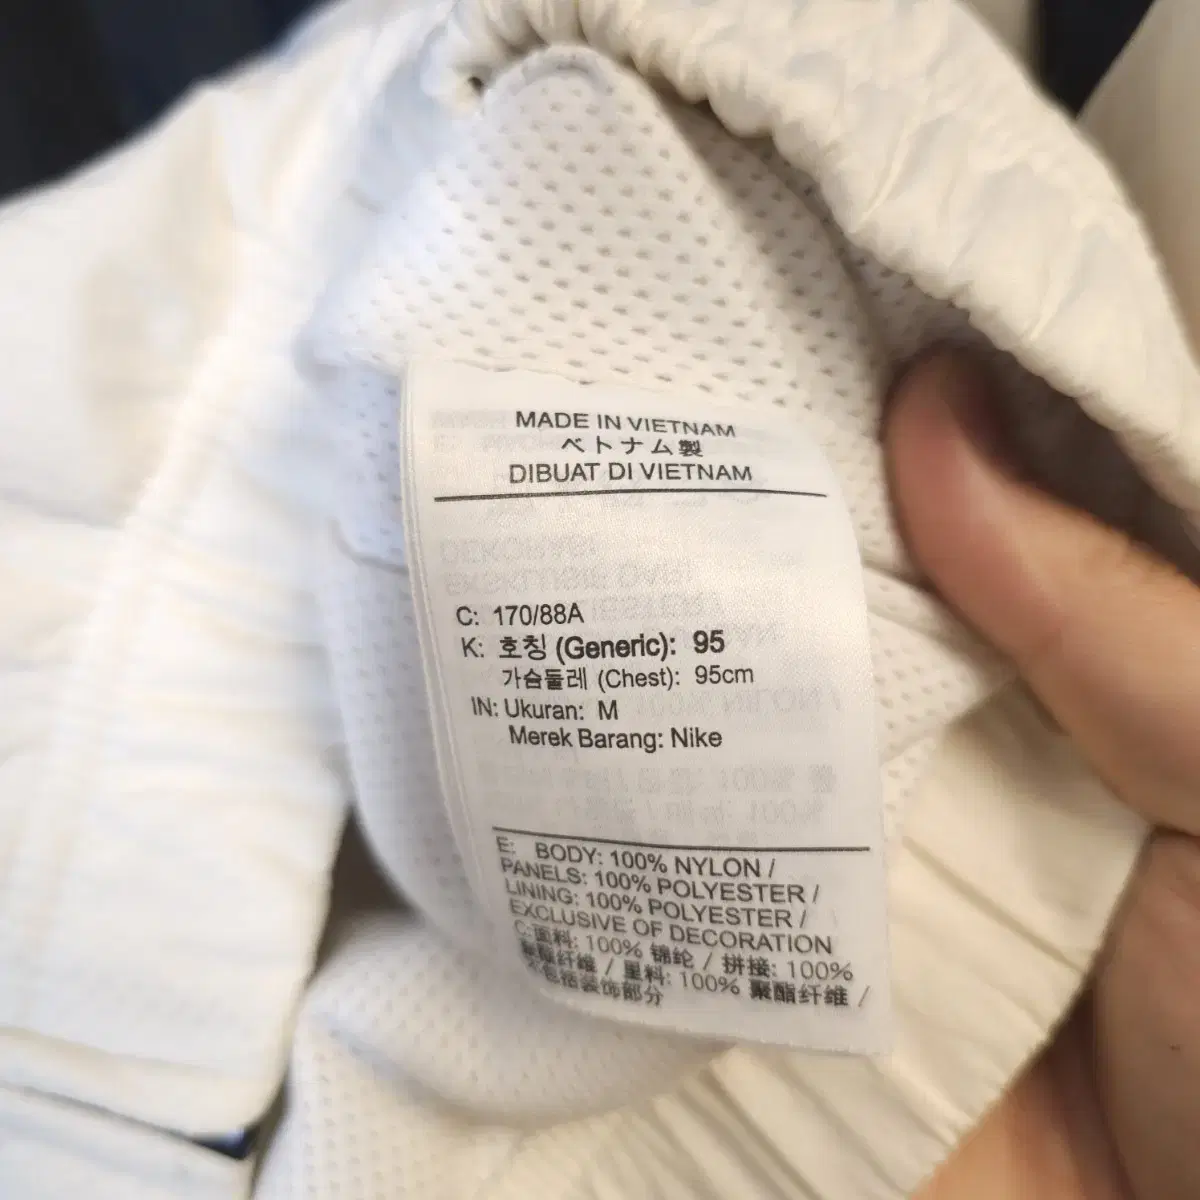 MADE IN VIETNAM
ベトナム製
DIBUAT DI VIETNAM
C: 170/88A
K: 호칭 (Generic): 95
가슴둘레 (Chest): 95cm
IN: Ukuran: M
Merek Barang: Nike
E: BODY: 100% NYLON /
PANELS: 100% POLYESTER /
LINING: 100% POLYESTER /
EXCLUSIVE OF DECORATION
C:面料: 100% 锦纶 / 拼接: 100%
聚酯纤维 / 里料: 100% 聚酯纤维 /
不包括装饰部分